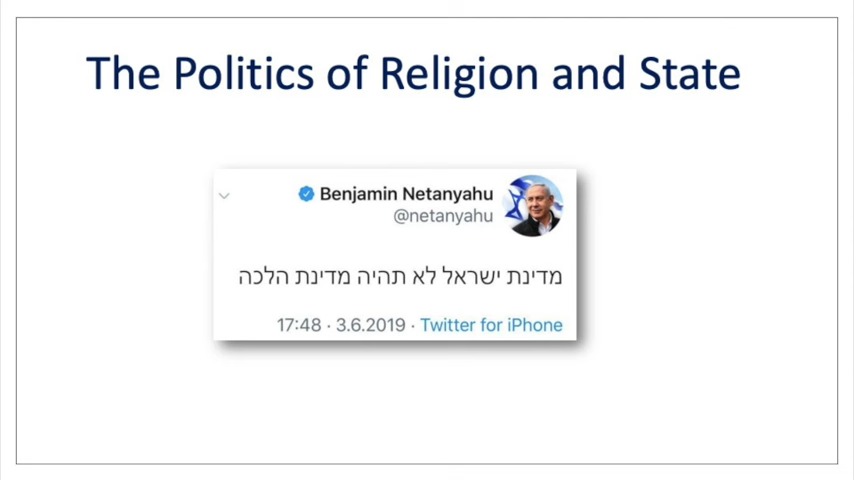 The Politics of Religion and State
Benjamin Netanyahu
@netanyahu
מדינת ישראל לא תהיה מדינת הלכה
17:48 · 3.6.2019 · Twitter for iPhone